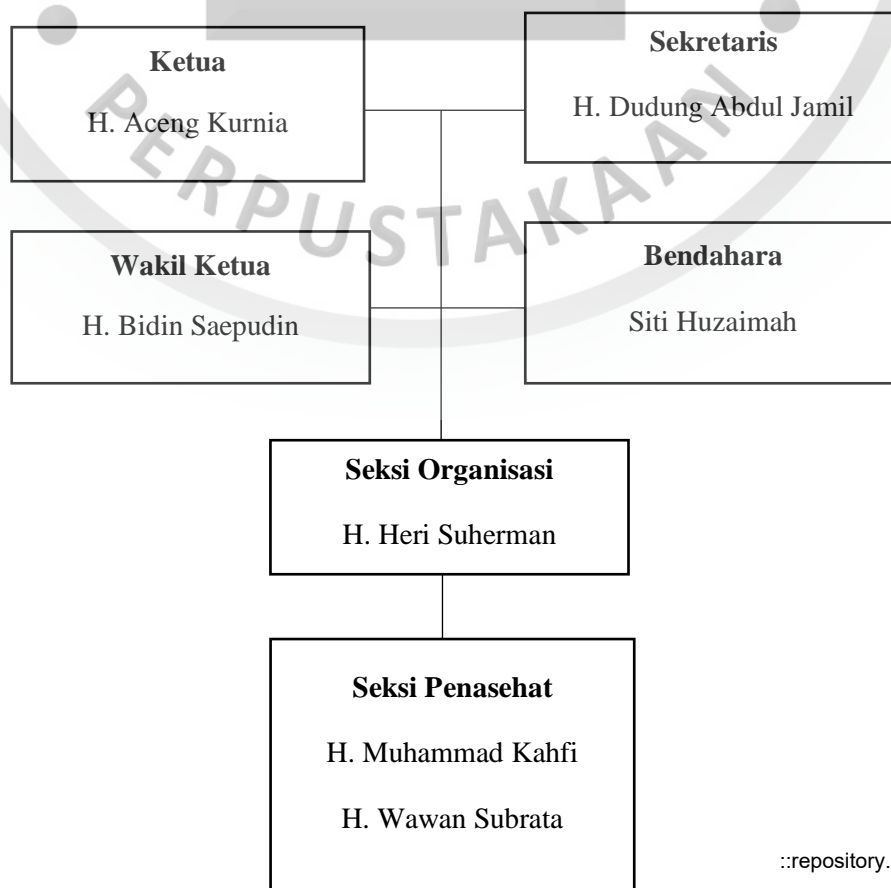 Ketua
H. Aceng Kurnia
Sekretaris
H. Dudung Abdul Jamil
PERPUSTAKAAN
Wakil Ketua
H. Bidin Saepudin
Bendahara
Siti Huzaimah
Seksi Organisasi
H. Heri Suherman
Seksi Penasehat
H. Muhammad Kahfi
H. Wawan Subrata
::repository.